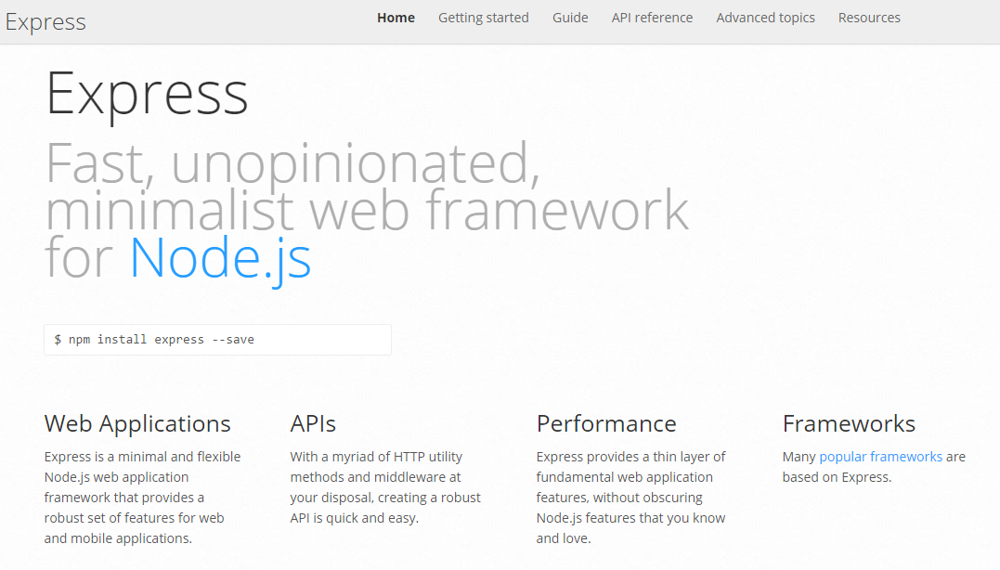 Express
Home Getting started Guide API reference Advanced topics Resources
Express
Fast, unopinionated,
minimalist web framework
for Node.js
$ npm install express --save
Web Applications
Express is a minimal and flexible
Node.js web application
framework that provides a
robust set of features for web
and mobile applications.
APIs
With a myriad of HTTP utility
methods and middleware at
your disposal, creating a robust
API is quick and easy.
Performance
Express provides a thin layer of
fundamental web application
features, without obscuring
Node.js features that you know
and love.
Frameworks
Many popular frameworks are
based on Express.